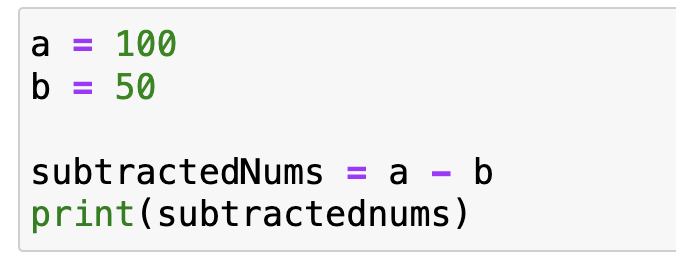 a = 100
b = 50
subtractedNums = a - b
print(subtractednums)